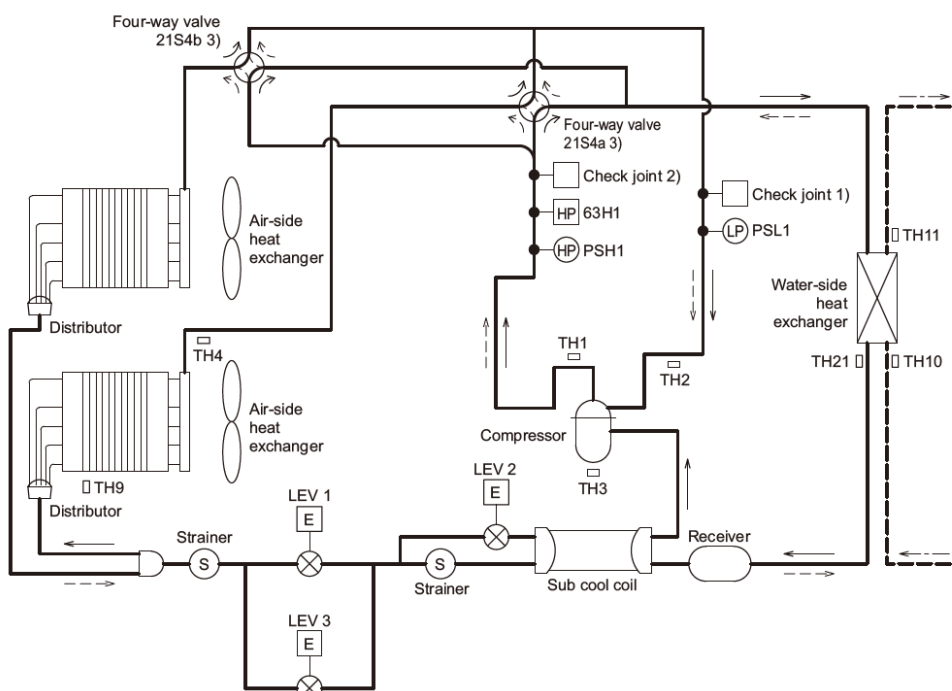 Four-way valve
21S4b 3)
Four-way valve
21S4a 3)
Check joint 2)
Check joint 1)
HP
63H1
LP
PSL1
HP
PSH1
Air-side
heat
exchanger
TH11
Water-side
heat
exchanger
Distributor
TH4
TH1
TH2
TH21
TH10
Air-side
heat
exchanger
Compressor
TH3
TH9
LEV 1
LEV 2
E
E
Distributor
Strainer
S
S
Strainer
Sub cool coil
Receiver
LEV 3
E